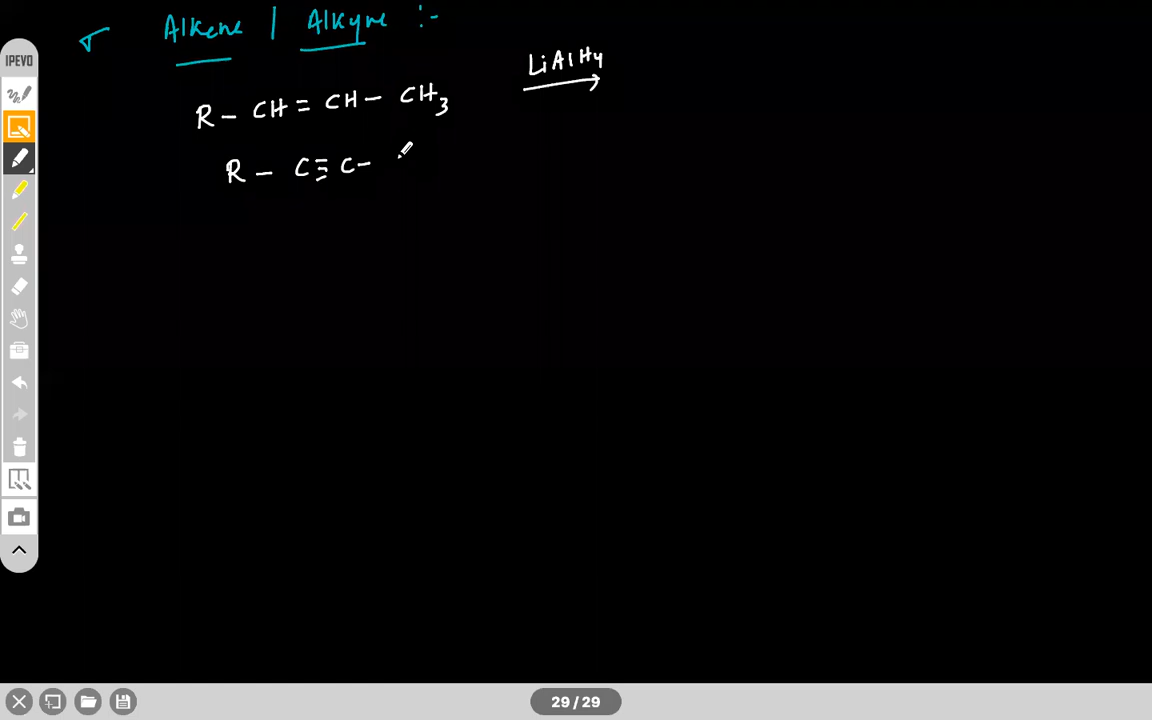 Alkene | Alkyne :-
LiAlH4
R - CH = CH - CH3
R - C ≡ C -
IPEVO
29 / 29